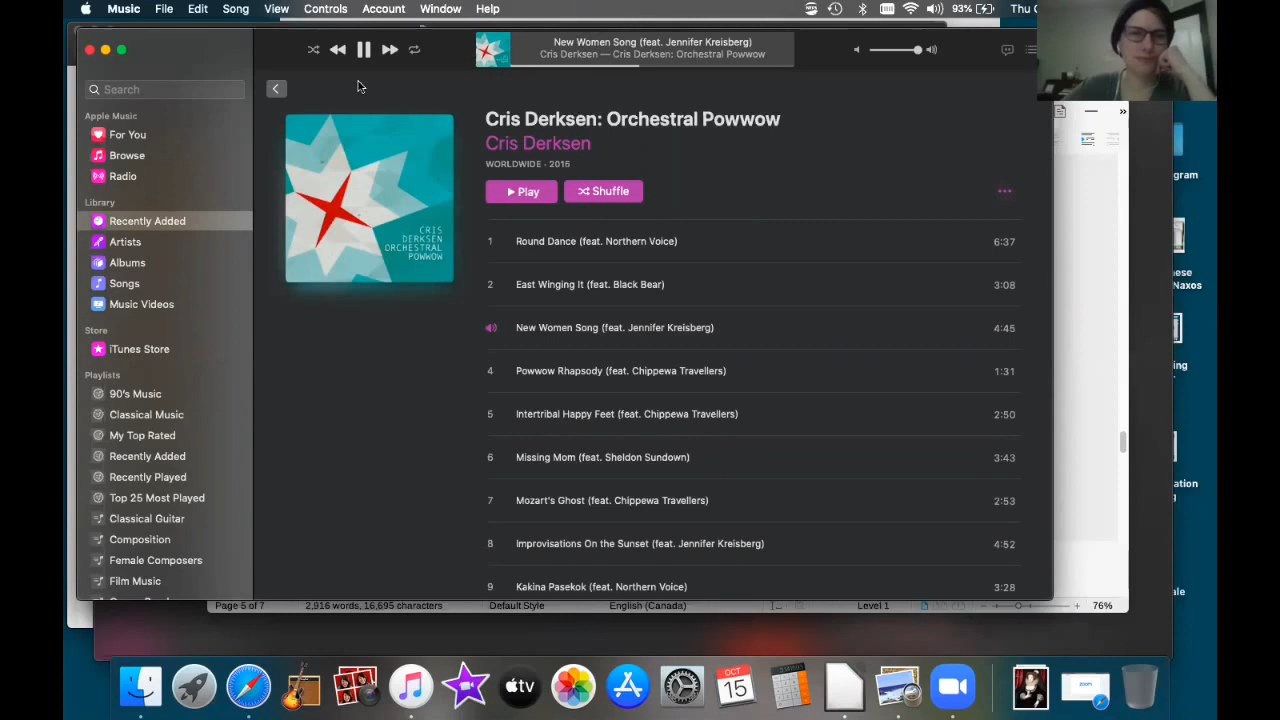 Music File Edit Song View Controls Account Window Help 93% Thu O
New Women Song (feat. Jennifer Kreisberg)
Cris Derksen — Cris Derksen: Orchestral Powwow
Search
Apple Music
For You
Browse
Radio
Library
Recently Added
Artists
Albums
Songs
Music Videos
Store
iTunes Store
Playlists
90's Music
Classical Music
My Top Rated
Recently Added
Recently Played
Top 25 Most Played
Classical Guitar
Composition
Female Composers
Film Music
CRIS
DERKSEN
ORCHESTRAL
POWWOW
Cris Derksen: Orchestral Powwow
Cris Derksen
WORLDWIDE · 2015
Play Shuffle
1 Round Dance (feat. Northern Voice) 6:37
2 East Winging It (feat. Black Bear) 3:08
New Women Song (feat. Jennifer Kreisberg) 4:45
4 Powwow Rhapsody (feat. Chippewa Travellers) 1:31
5 Intertribal Happy Feet (feat. Chippewa Travellers) 2:50
6 Missing Mom (feat. Sheldon Sundown) 3:43
7 Mozart's Ghost (feat. Chippewa Travellers) 2:53
8 Improvisations On the Sunset (feat. Jennifer Kreisberg) 4:52
9 Kakina Pasekok (feat. Northern Voice) 3:28
gram
nese
Naxos
ng
ation
g
ale
Page 5 of 7 2,916 words, 16,695 characters Default Style English (Canada) Level 1 76%
tv
OCT
15